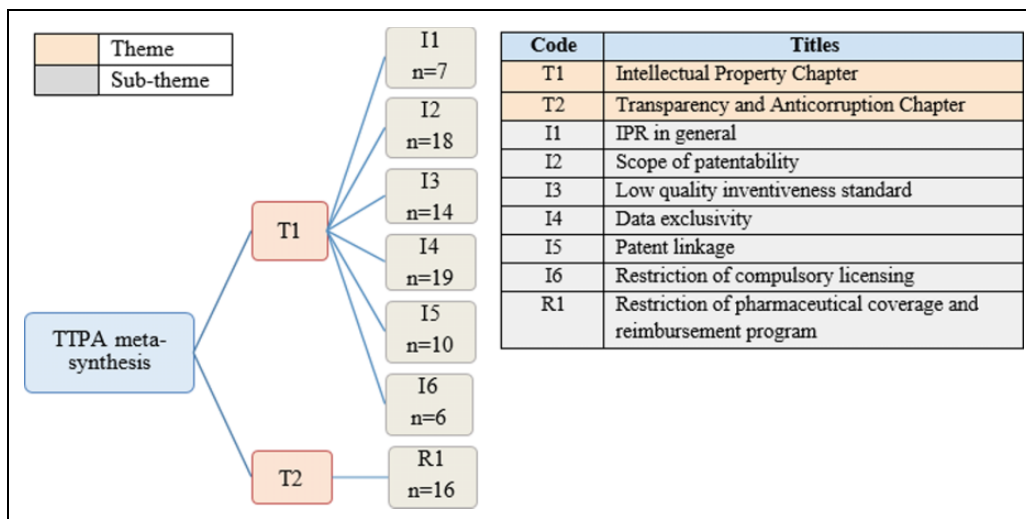 Theme
Sub-theme
TTPA meta-
synthesis
T1
T2
I1
n=7
I2
n=18
I3
n=14
I4
n=19
I5
n=10
I6
n=6
R1
n=16
Code Titles
T1 Intellectual Property Chapter
T2 Transparency and Anticorruption Chapter
I1 IPR in general
I2 Scope of patentability
I3 Low quality inventiveness standard
I4 Data exclusivity
I5 Patent linkage
I6 Restriction of compulsory licensing
R1 Restriction of pharmaceutical coverage and
reimbursement program